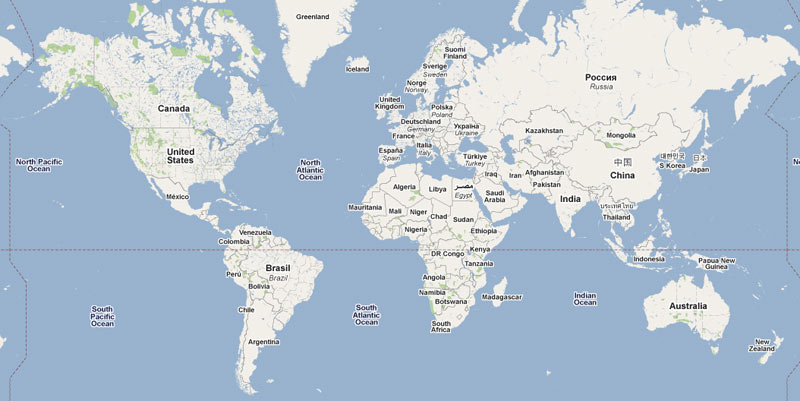 Greenland
Iceland
Suomi
Finland
Sverige
Sweden
Norge
Norway
Россия
Russia
Canada
United
Kingdom
Polska
Poland
Deutschland
Germany
Україна
Ukraine
Kazakhstan
Mongolia
France
Italia
Italy
España
Spain
Türkiye
Turkey
United
States
North Pacific
Ocean
North
Atlantic
Ocean
中国
China
대한민국
S Korea
日本
Japan
Iraq
Iran
Afghanistan
Pakistan
Algeria
Libya
مصر
Egypt
Saudi
Arabia
India
México
Mauritania
Mali
Niger
Chad
Sudan
ประเทศไทย
Thailand
Venezuela
Colombia
Nigeria
Ethiopia
DR Congo
Kenya
Tanzania
Indonesia
Papua New
Guinea
Perú
Brasil
Brazil
Bolivia
Angola
Namibia
Botswana
Madagascar
Indian
Ocean
Australia
South
Pacific
Ocean
Chile
South
Atlantic
Ocean
South
Africa
Argentina
New
Zealand